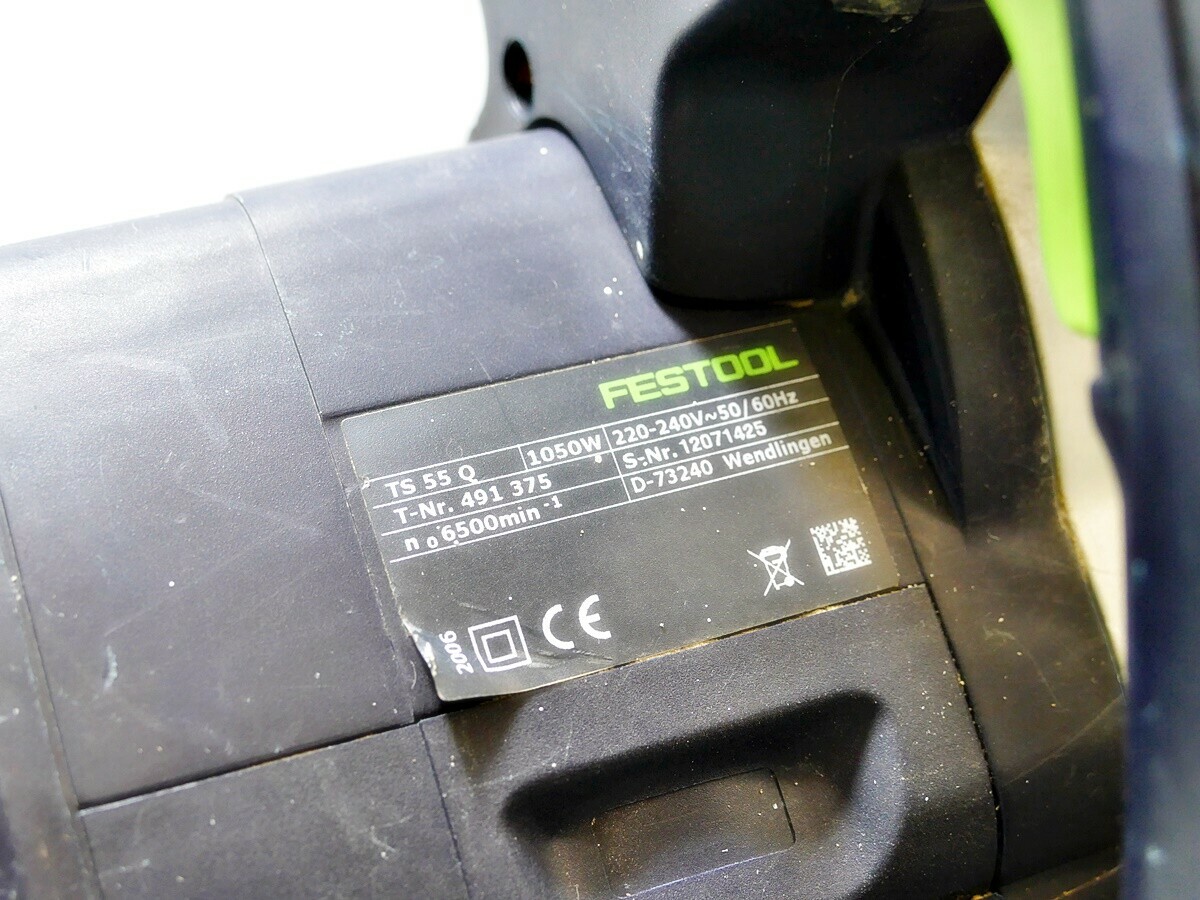 FESTOOL
TS 55 Q 1050W 220-240V~50/60Hz
T-Nr. 491 375 S-Nr. 12071425
n₀ 6500min⁻¹ D-73240 Wendlingen
2006 CE